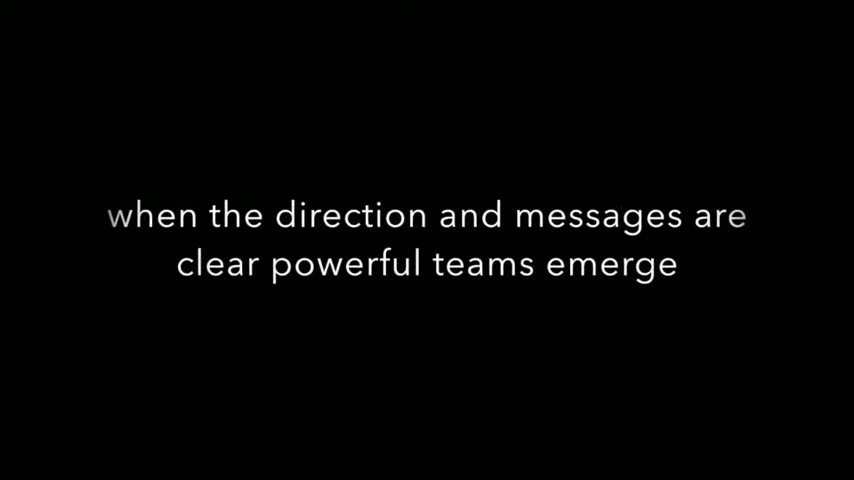 when the direction and messages are
clear powerful teams emerge